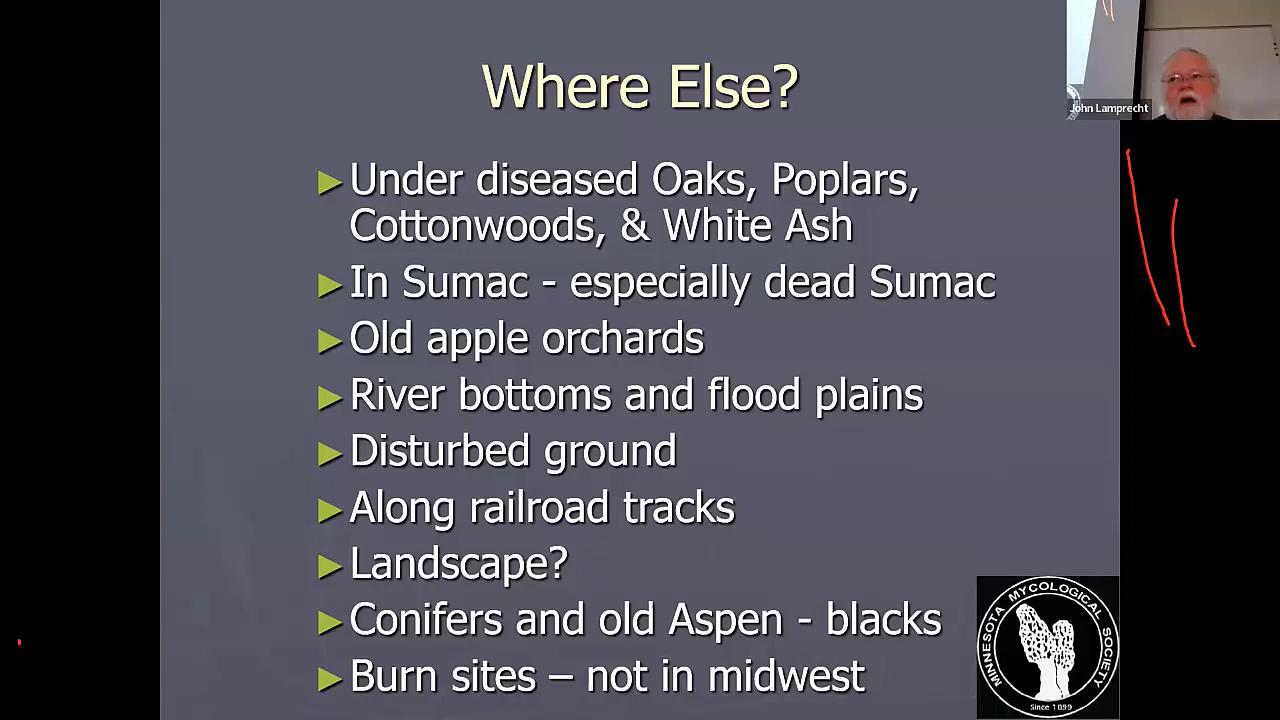 Where Else?
John Lamprecht
►Under diseased Oaks, Poplars,
Cottonwoods, & White Ash
►In Sumac - especially dead Sumac
►Old apple orchards
►River bottoms and flood plains
►Disturbed ground
►Along railroad tracks
►Landscape?
►Conifers and old Aspen - blacks
►Burn sites – not in midwest
MINNESOTA MYCOLOGICAL SOCIETY
Since 1899